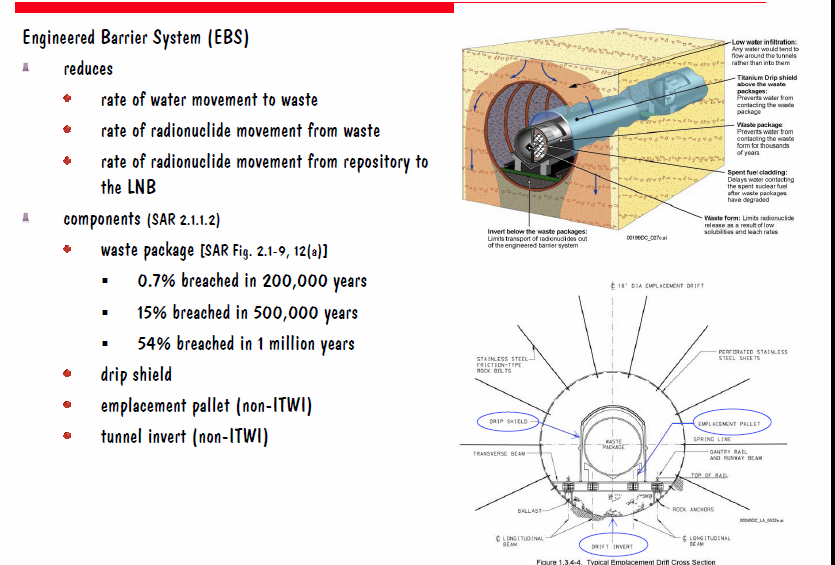 Engineered Barrier System (EBS)
reduces
rate of water movement to waste
rate of radionuclide movement from waste
rate of radionuclide movement from repository to
the LNB
components (SAR 2.1.1.2)
waste package [SAR Fig. 2.1-9, 12(a)]
0.7% breached in 200,000 years
15% breached in 500,000 years
54% breached in 1 million years
drip shield
emplacement pallet (non-ITWI)
tunnel invert (non-ITWI)
Low water infiltration:
Any water would tend to
flow around the tunnels
rather than into them
Titanium Drip shield
above the waste
packages:
Prevents water from
contacting the waste
package
Waste package:
Prevents water from
contacting the waste
form for thousands
of years
Spent fuel cladding:
Delays water contacting
the spent nuclear fuel
after waste packages
have degraded
Waste form: Limits radionuclide
release as a result of low
solubilities and leach rates
Invert below the waste packages:
Limits transport of radionuclides out
of the engineered barrier system
00199DC_027c.ai
18' DIA EMPLACEMENT DRIFT
STAINLESS STEEL
FRICTION-TYPE
ROCK BOLTS
PERFORATED STAINLESS
STEEL SHEETS
DRIP SHIELD
WASTE
PACKAGE
EMPLACEMENT PALLET
SPRING LINE
TRANSVERSE BEAM
GANTRY RAIL
AND RUNWAY BEAM
TOP OF RAIL
BALLAST
ROCK ANCHORS
LONGITUDINAL
BEAM
DRIFT INVERT
LONGITUDINAL
BEAM
Figure 1.3.4-4. Typical Emplacement Drift Cross Section